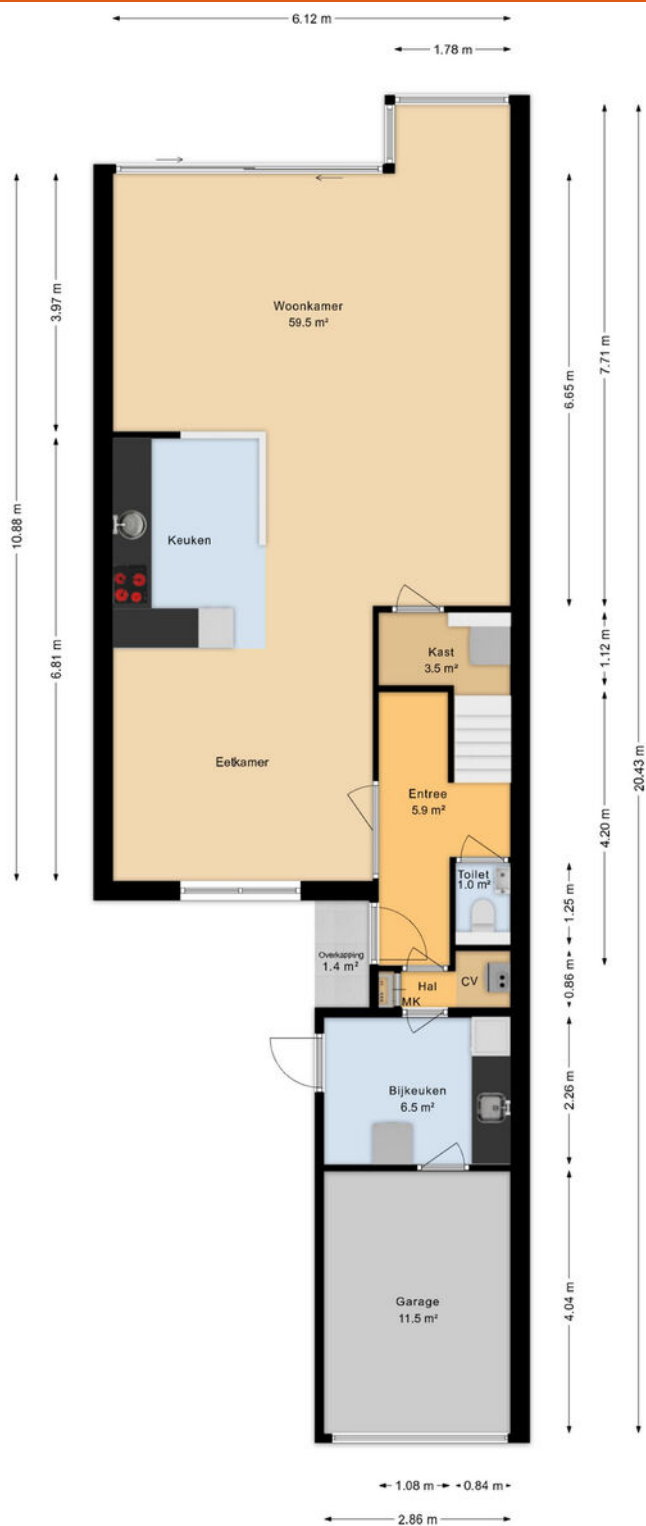 6.12 m
1.78 m
Woonkamer
59.5 m²
3.97 m
7.71 m
6.65 m
10.88 m
Keuken
6.81 m
Kast
3.5 m²
1.12 m
20.43 m
Eetkamer
Entree
5.9 m²
4.20 m
Toilet
1.0 m²
1.25 m
Overkapping
1.4 m²
Hal
CV
MK
0.86 m
Bijkeuken
6.5 m²
2.26 m
Garage
11.5 m²
4.04 m
1.08 m
0.84 m
2.86 m